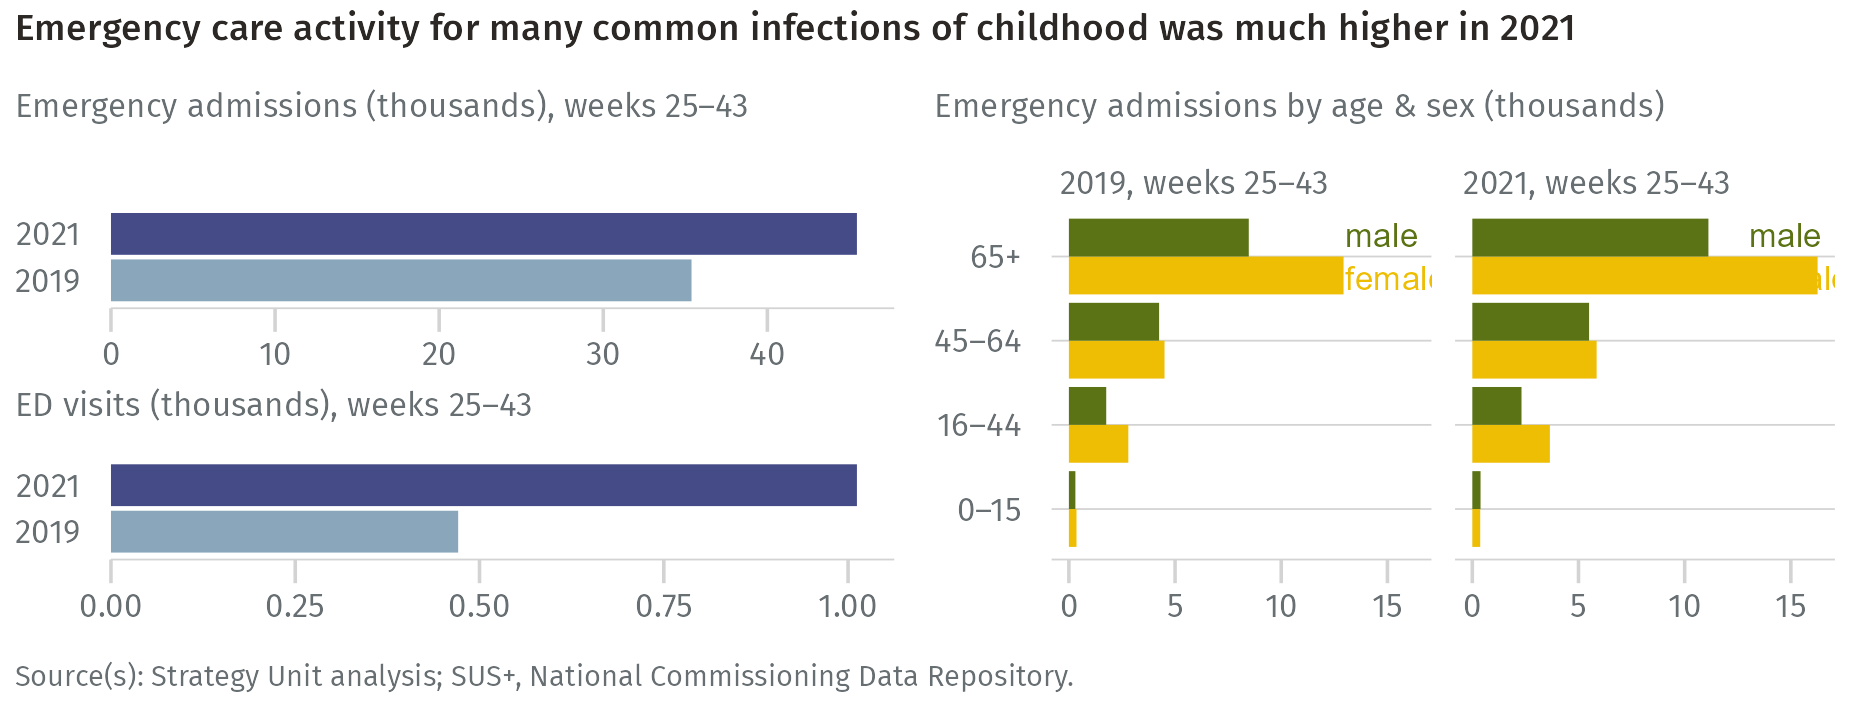 Emergency care activity for many common infections of childhood was much higher in 2021
Emergency admissions (thousands), weeks 25–43
2021
2019
0 10 20 30 40
ED visits (thousands), weeks 25–43
2021
2019
0.00 0.25 0.50 0.75 1.00
Emergency admissions by age & sex (thousands)
2019, weeks 25–43 2021, weeks 25–43
male male
65+
female
45–64
16–44
0–15
0 5 10 15 0 5 10 15
Source(s): Strategy Unit analysis; SUS+, National Commissioning Data Repository.